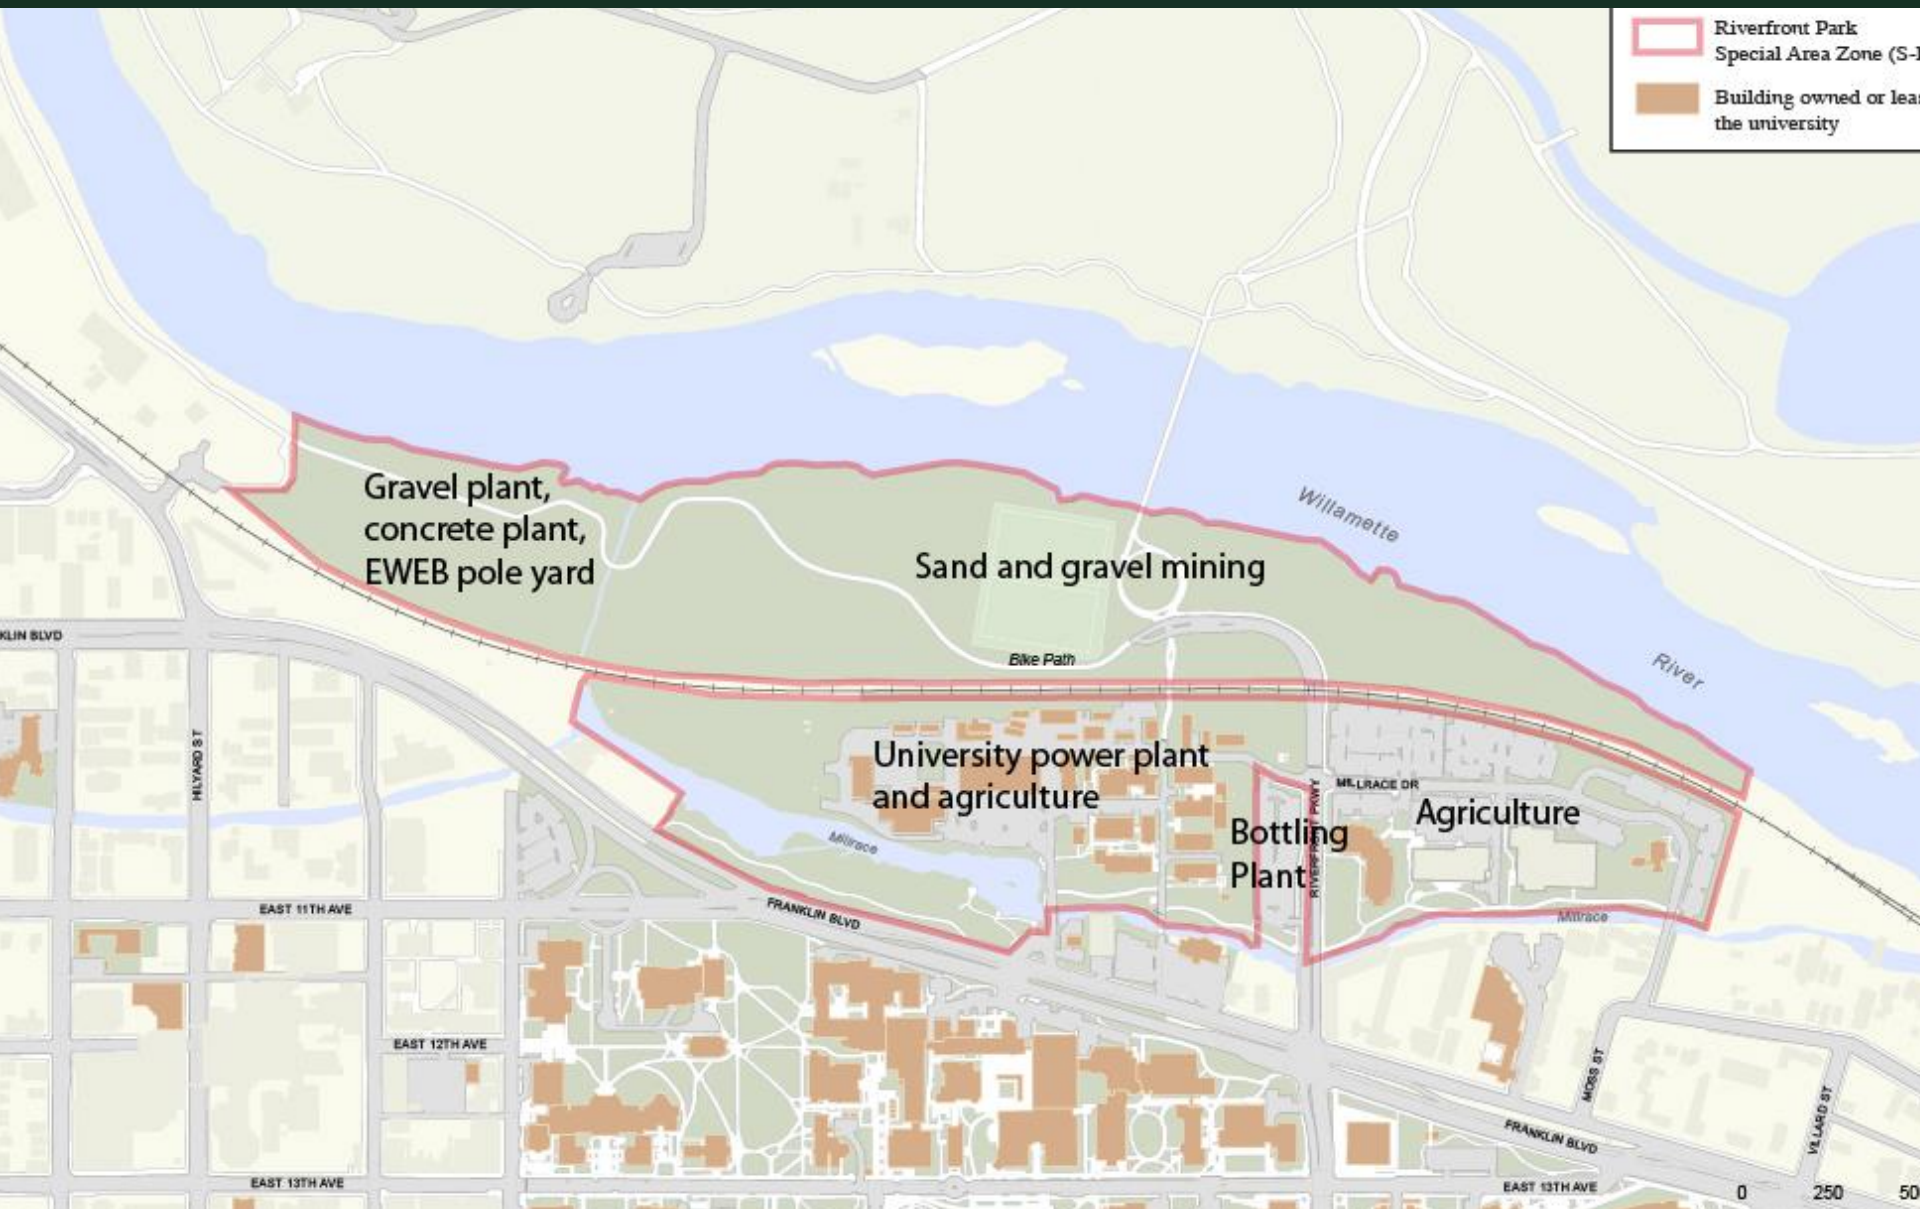 Riverfront Park
Special Area Zone (S-
Building owned or leas
the university
Gravel plant,
concrete plant,
EWEB pole yard
Sand and gravel mining
Willamette
River
Bike Path
KLIN BLVD
HILYARD ST
University power plant
and agriculture
MILLRACE DR
Agriculture
Bottling
Plant
RIVERFRONT PKWY
Millrace
Millrace
FRANKLIN BLVD
EAST 11TH AVE
EAST 12TH AVE
MOSS ST
VILLARD ST
FRANKLIN BLVD
EAST 13TH AVE
EAST 13TH AVE
0 250 50